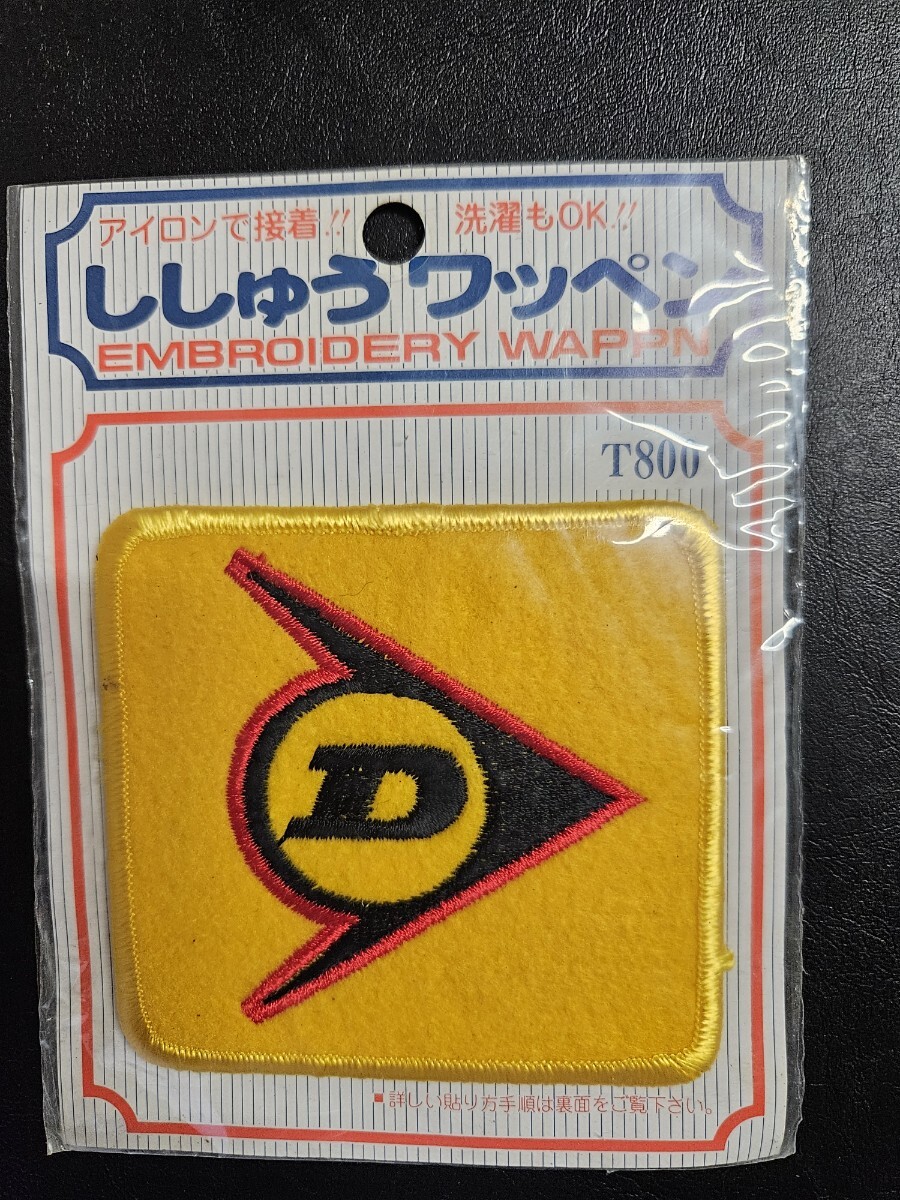 アイロンで接着!! 洗濯もOK!!
ししゅうワッペン
EMBROIDERY WAPPN
T800
D
■詳しい貼り方手順は裏面をご覧下さい。